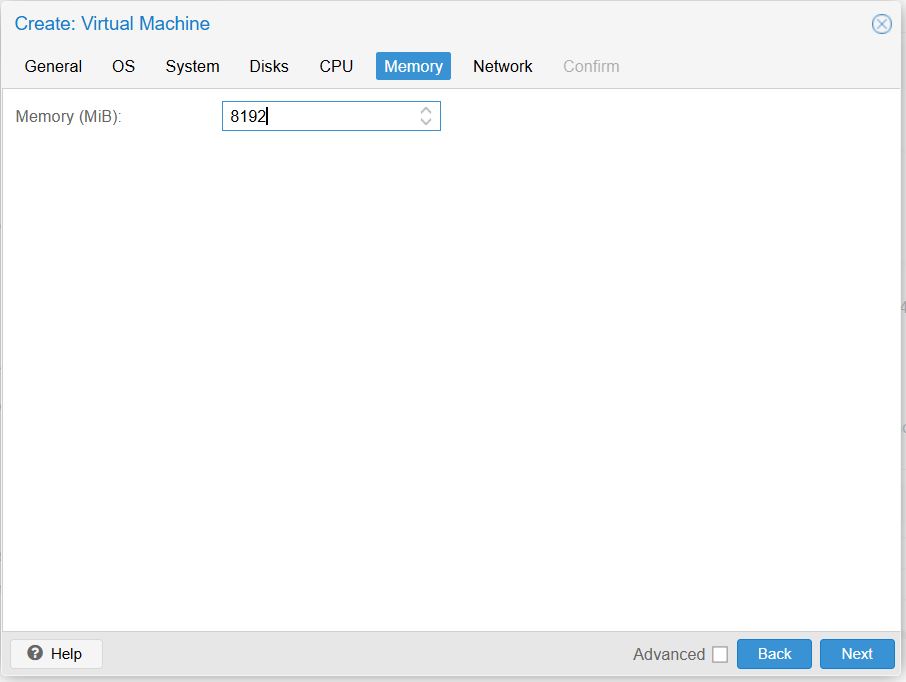 Create: Virtual Machine
General OS System Disks CPU Memory Network Confirm
Memory (MiB): 8192
Help Advanced Back Next